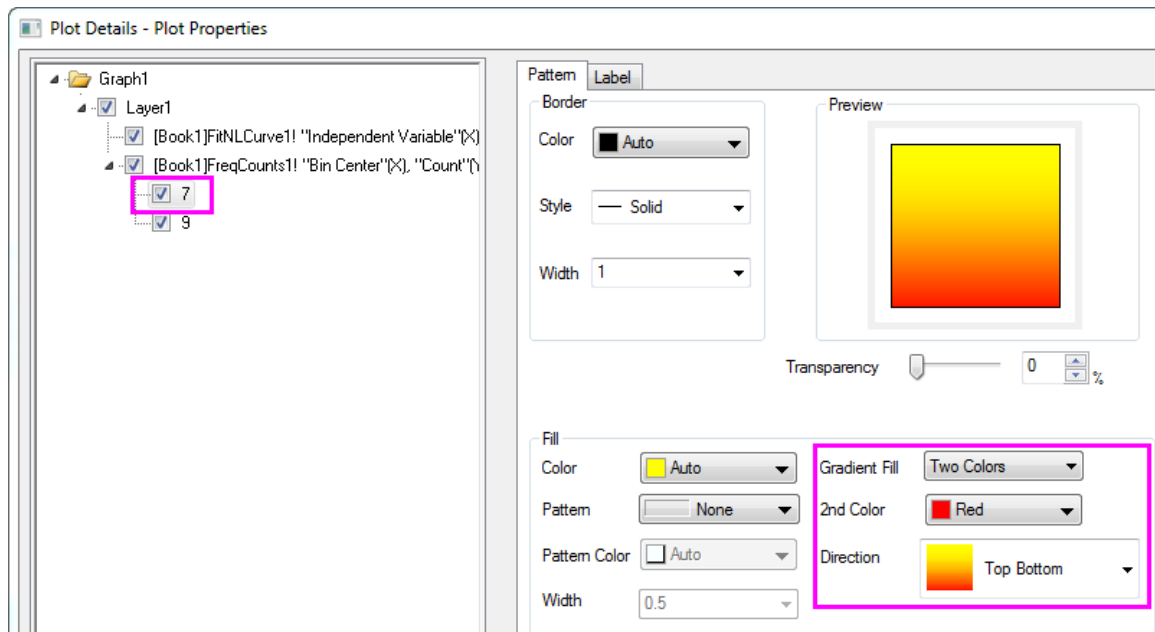 Plot Details - Plot Properties
Graph1
Layer1
[Book1]FitNLCurve1! "Independent Variable"(X)
[Book1]FreqCounts1! "Bin Center"(X), "Count"(Y
7
9
Pattern Label
Border
Color Auto
Style Solid
Width 1
Preview
Transparency 0 %
Fill
Color Auto
Pattern None
Pattern Color Auto
Width 0.5
Gradient Fill Two Colors
2nd Color Red
Direction Top Bottom